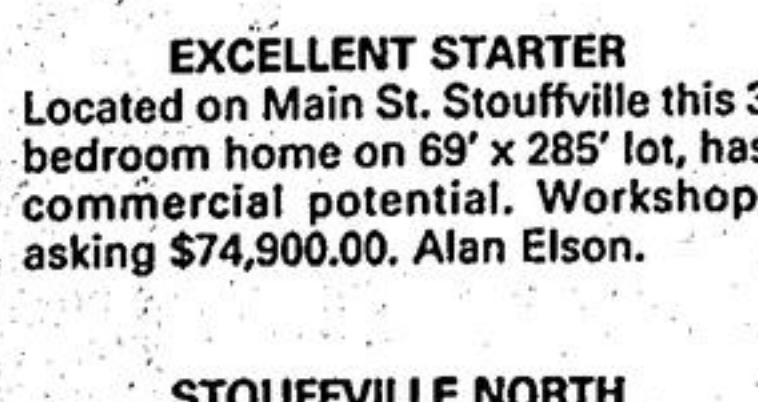 EXCELLENT STARTER
Located on Main St. Stouffville this 3
bedroom home on 69' x 285' lot, has
commercial potential. Workshop
asking $74,900.00. Alan Elson.
STOUFFVILLE NORTH